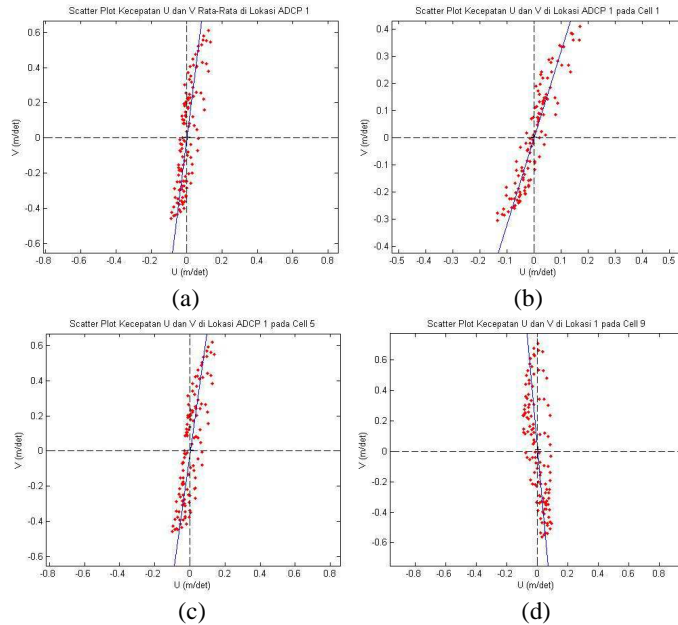 Scatter Plot Kecepatan U dan V Rata-Rata di Lokasi ADCP 1
0.6
0.4
0.2
0
-0.2
-0.4
-0.6
V (m/det)
-0.8 -0.6 -0.4 -0.2 0 0.2 0.4 0.6 0.8
U (m/det)
(a)
Scatter Plot Kecepatan U dan V di Lokasi ADCP 1 pada Cell 1
0.4
0.3
0.2
0.1
0
-0.1
-0.2
-0.3
-0.4
V (m/det)
-0.5 -0.4 -0.3 -0.2 -0.1 0 0.1 0.2 0.3 0.4 0.5
U (m/det)
(b)
Scatter Plot Kecepatan U dan V di Lokasi ADCP 1 pada Cell 5
0.6
0.4
0.2
0
-0.2
-0.4
-0.6
V (m/det)
-0.8 -0.6 -0.4 -0.2 0 0.2 0.4 0.6 0.8
U (m/det)
(c)
Scatter Plot Kecepatan U dan V di Lokasi 1 pada Cell 9
0.6
0.4
0.2
0
-0.2
-0.4
-0.6
V (m/det)
-0.8 -0.6 -0.4 -0.2 0 0.2 0.4 0.6 0.8
U (m/det)
(d)